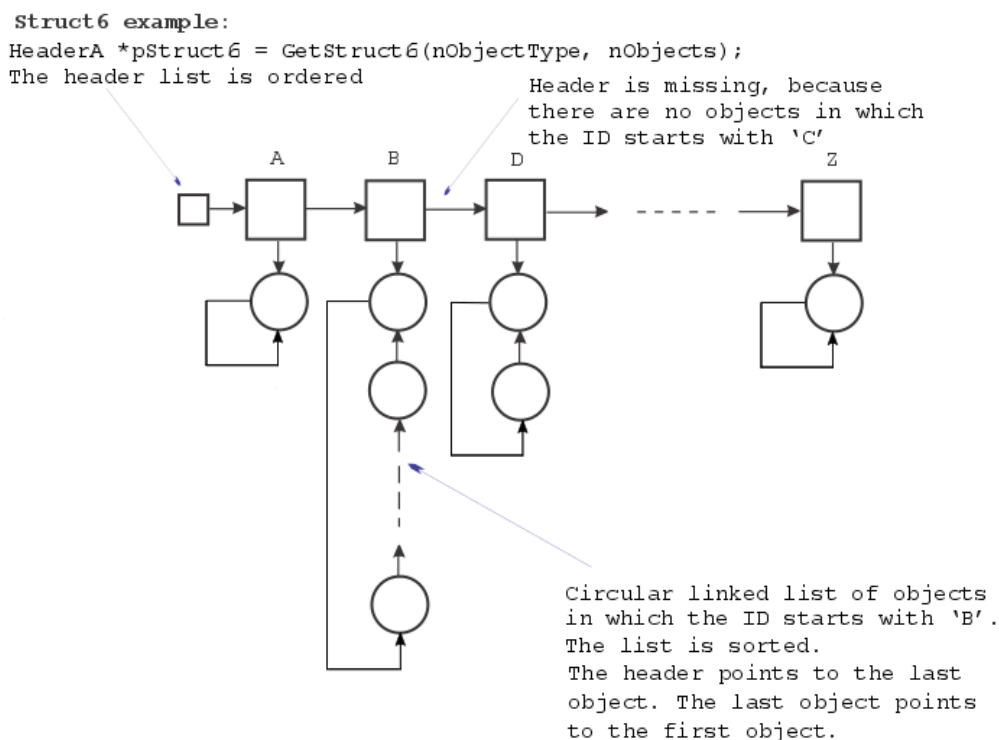 Struct6 example:
HeaderA *pStruct6 = GetStruct6(nObjectType, nObjects);
The header list is ordered
Header is missing, because
there are no objects in which
the ID starts with ‘C’
A
B
D
Z
Circular linked list of objects
in which the ID starts with ‘B’.
The list is sorted.
The header points to the last
object. The last object points
to the first object.